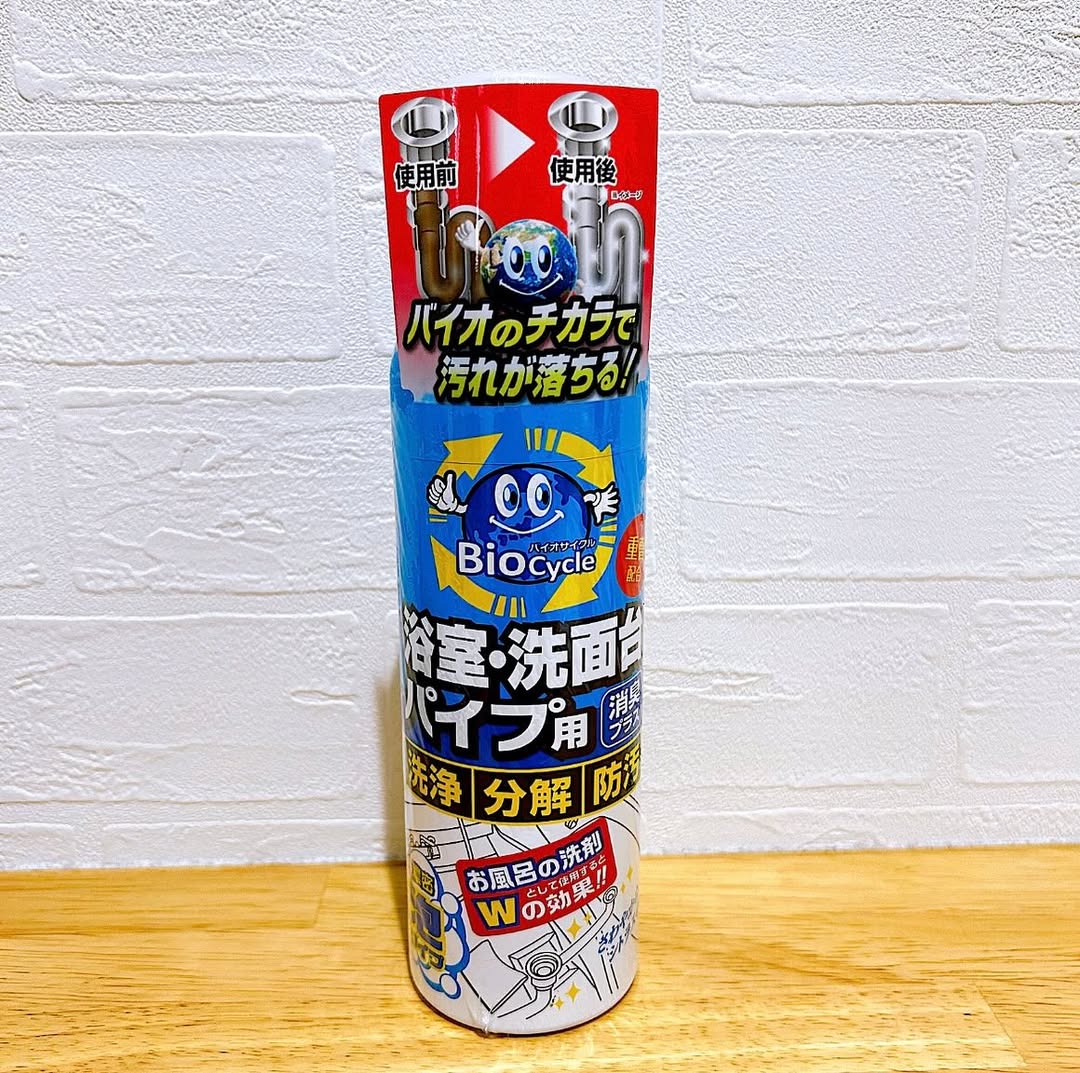 使用前
使用後
※イメージ
バイオのチカラで
汚れが落ちる!
バイオサイクル
BioCycle
配合
浴室・洗面台
パイプ用
消臭
プラス
洗浄 分解 防汚
お風呂の洗剤
として使用すると
Wの効果!!